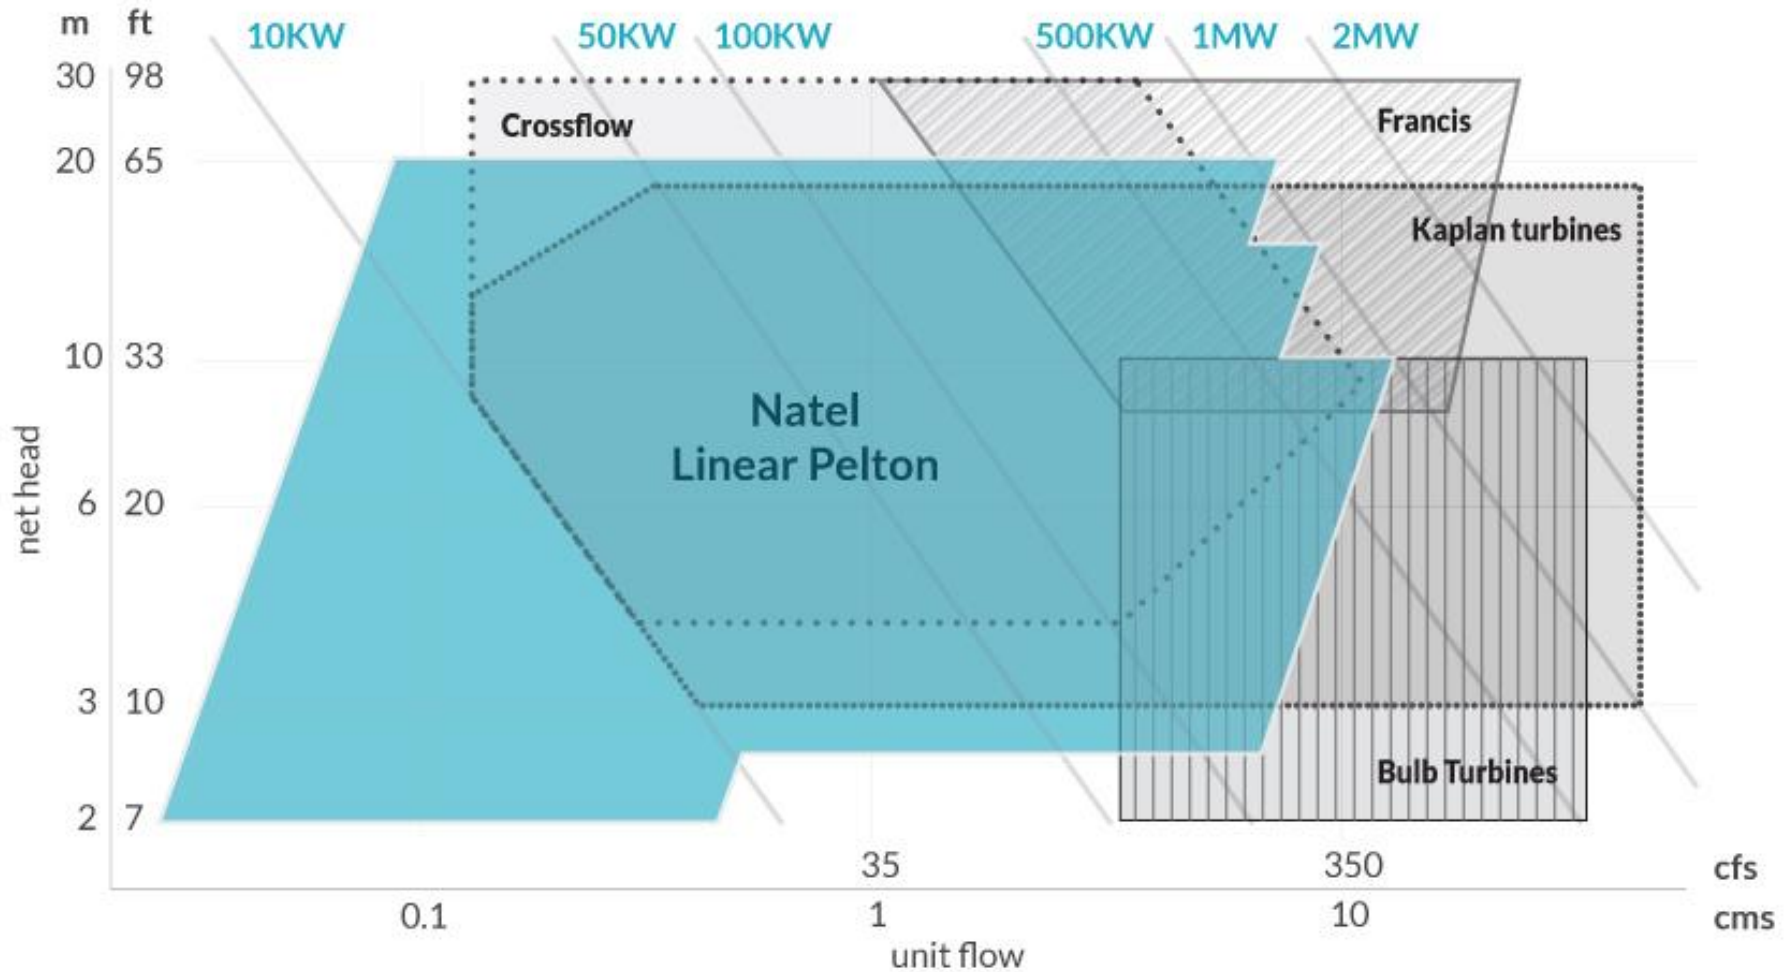 m ft
10KW 50KW 100KW 500KW 1MW 2MW
30 98
Crossflow
Francis
20 65
Kaplan turbines
10 33
Natel
Linear Pelton
net head
6 20
3 10
Bulb Turbines
2 7
35 350 cfs
0.1 1 10 cms
unit flow